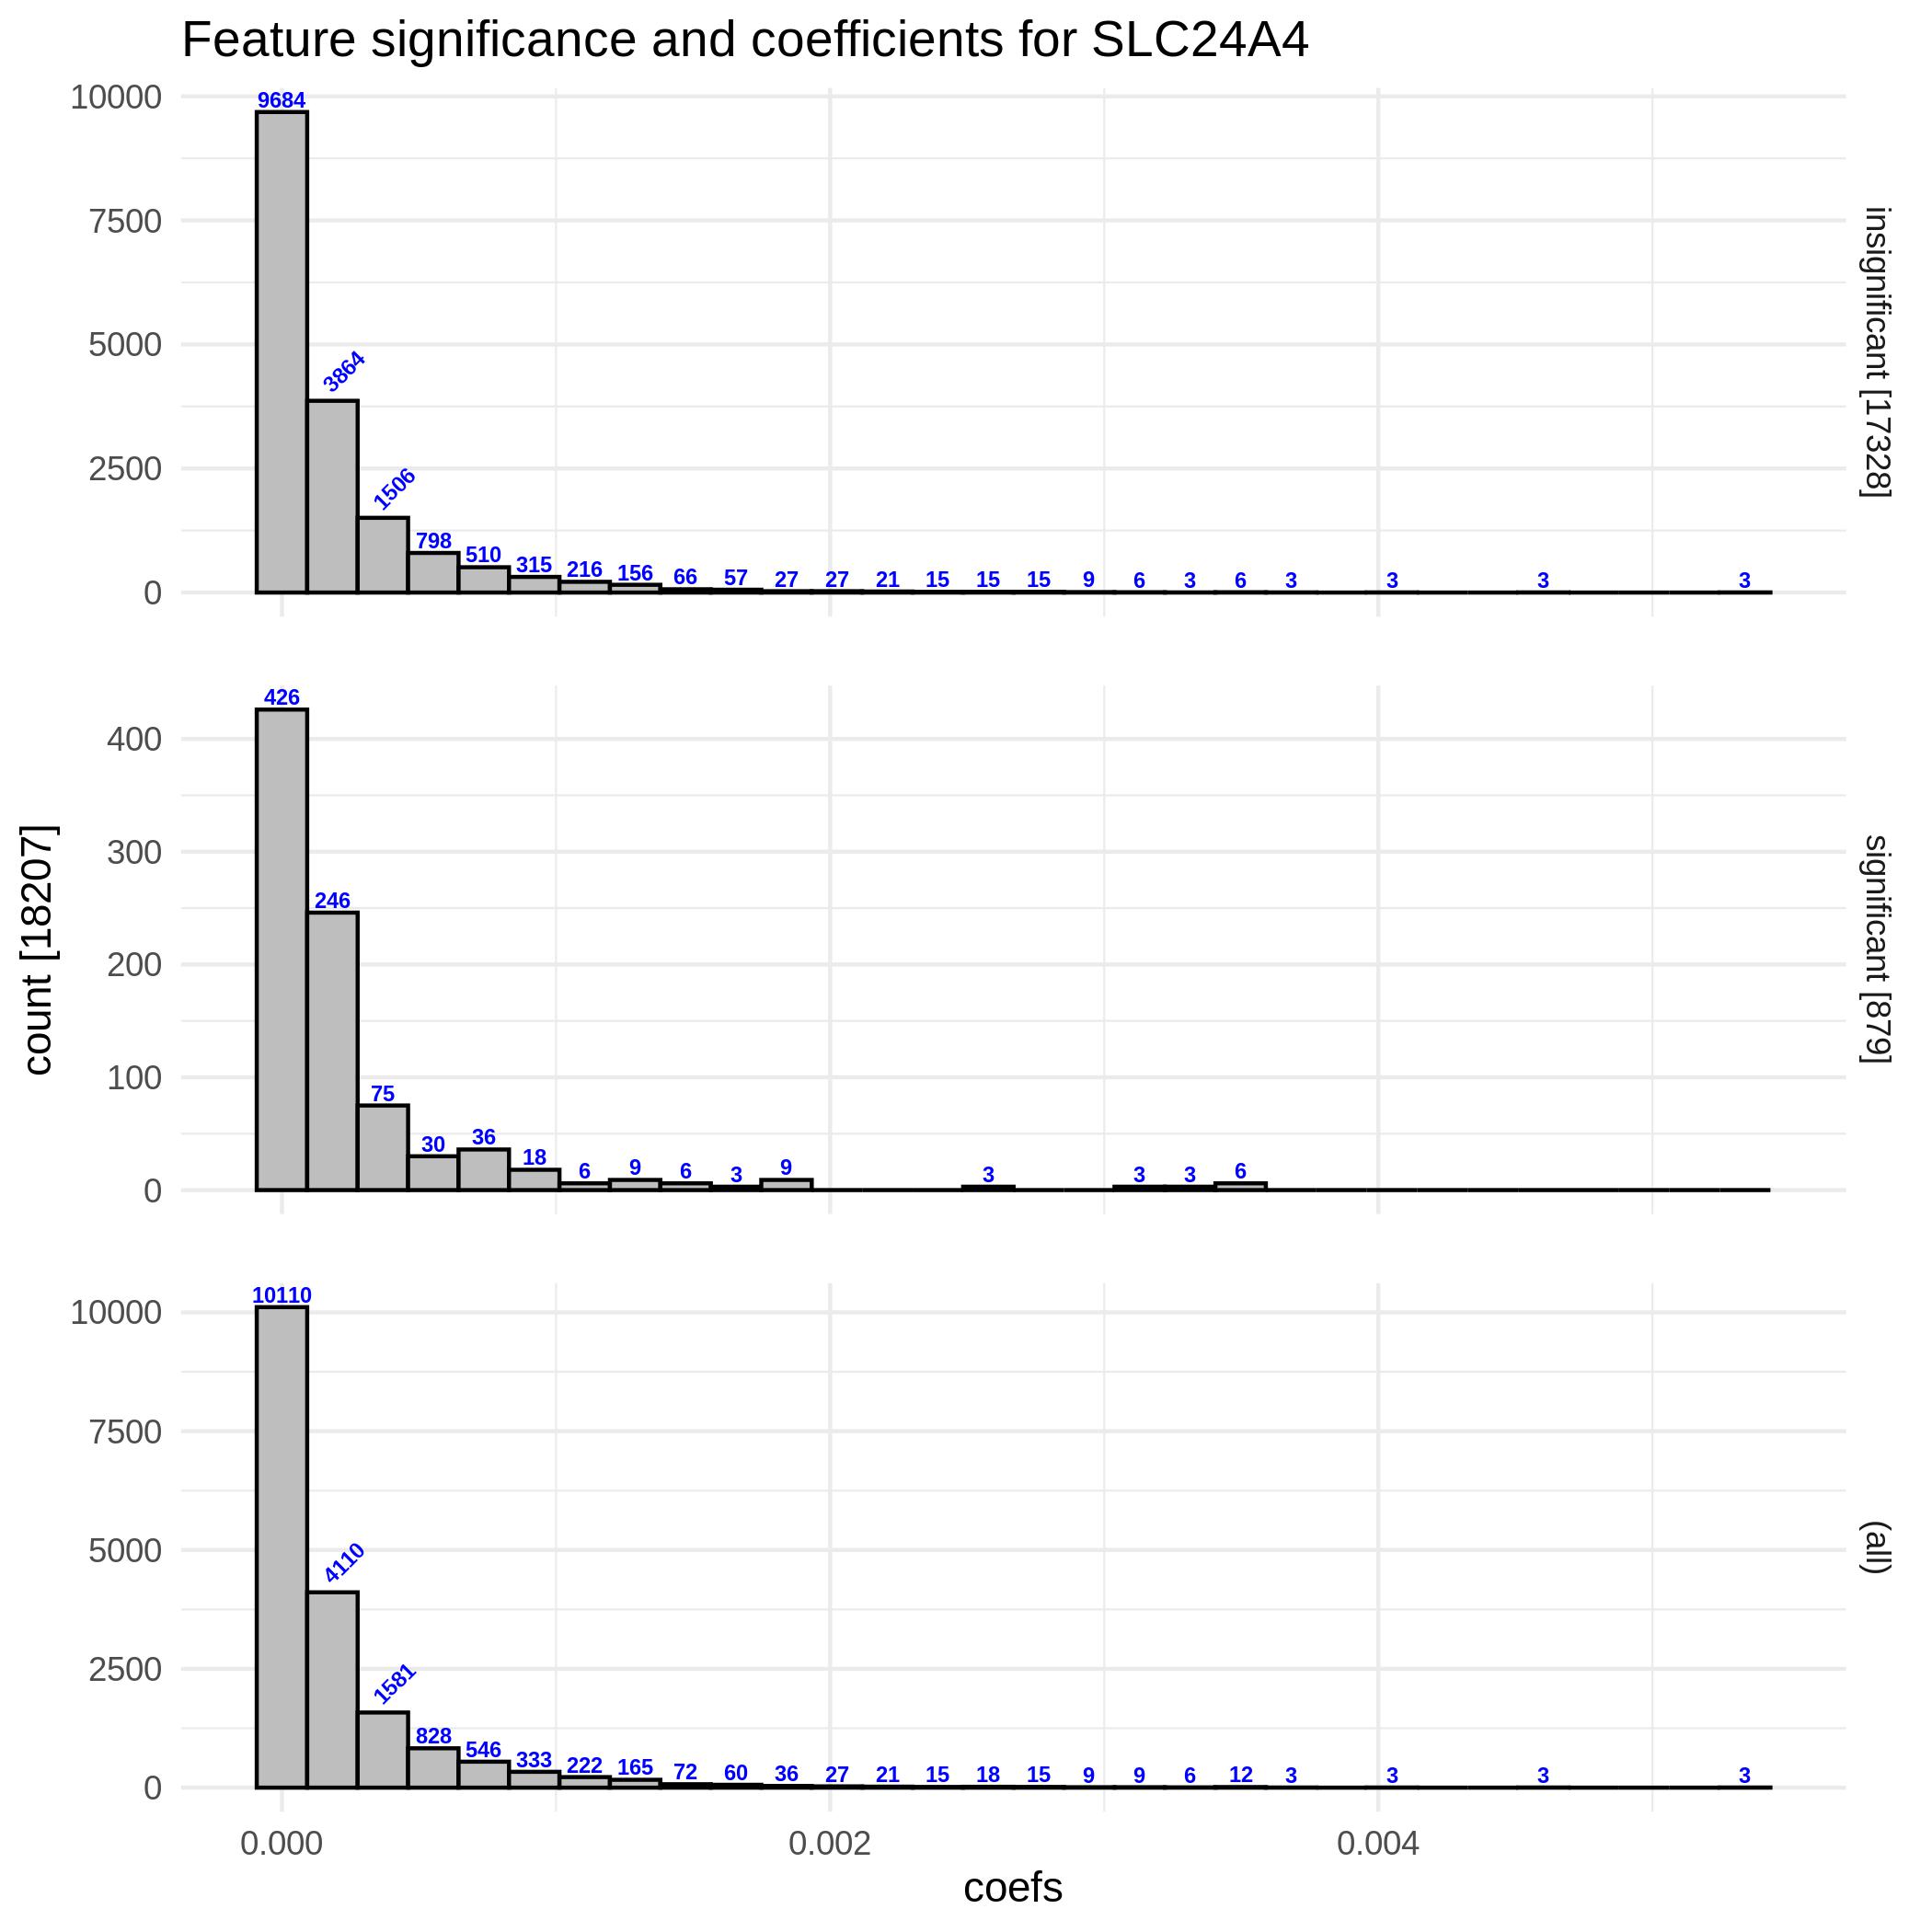 Feature significance and coefficients for SLC24A4
count [18207]
10000
7500
5000
2500
0
9684
3864
1506
798 510 315 216 156 66 57 27 27 21 15 15 15 9 6 3 6 3 3 3 3
insignificant [17328]
400
300
200
100
0
426
246
75
30 36 18 6 9 6 3 9 3 3 3 6
significant [879]
10000
7500
5000
2500
0
10110
4110
1581
828 546 333 222 165 72 60 36 27 21 15 18 15 9 9 6 12 3 3 3 3
(all)
0.000 0.002 0.004
coefs